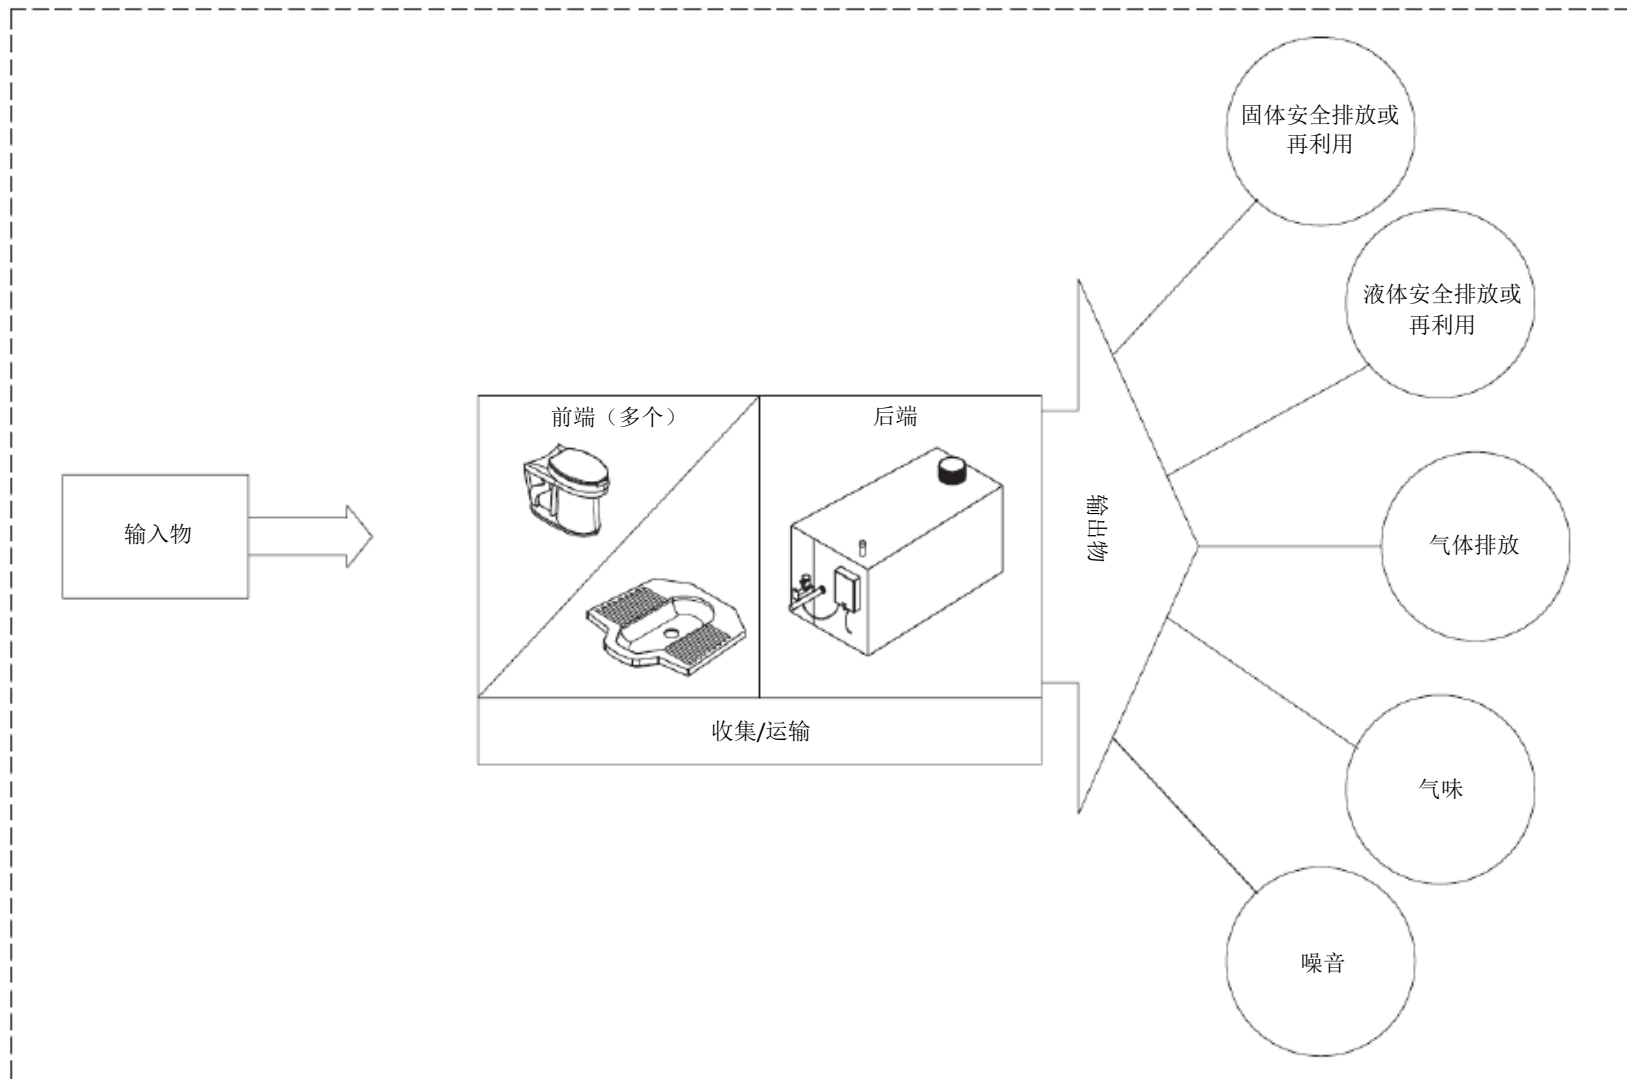 固体安全排放或
再利用
液体安全排放或
再利用
前端（多个）
后端
输入物
输出物
气体排放
收集/运输
气味
噪音